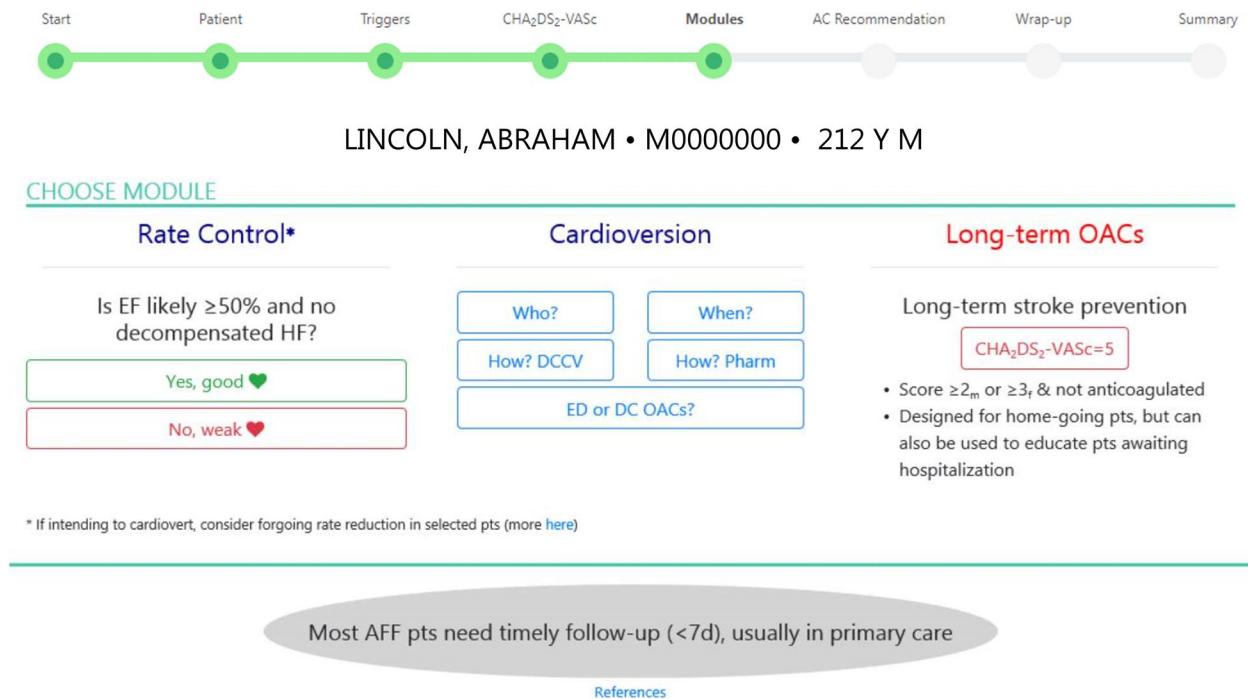 Start Patient Triggers CHA₂DS₂-VASc Modules AC Recommendation Wrap-up Summary
LINCOLN, ABRAHAM • M0000000 • 212 Y M
CHOOSE MODULE
Rate Control*
Is EF likely ≥50% and no
decompensated HF?
Yes, good ♥
No, weak ♥
Cardioversion
Who?
When?
How? DCCV
How? Pharm
ED or DC OACs?
Long-term OACs
Long-term stroke prevention
CHA₂DS₂-VASc=5
• Score ≥2ₘ or ≥3f & not anticoagulated
• Designed for home-going pts, but can
also be used to educate pts awaiting
hospitalization
* If intending to cardiovert, consider forgoing rate reduction in selected pts (more here)
Most AFF pts need timely follow-up (<7d), usually in primary care
References